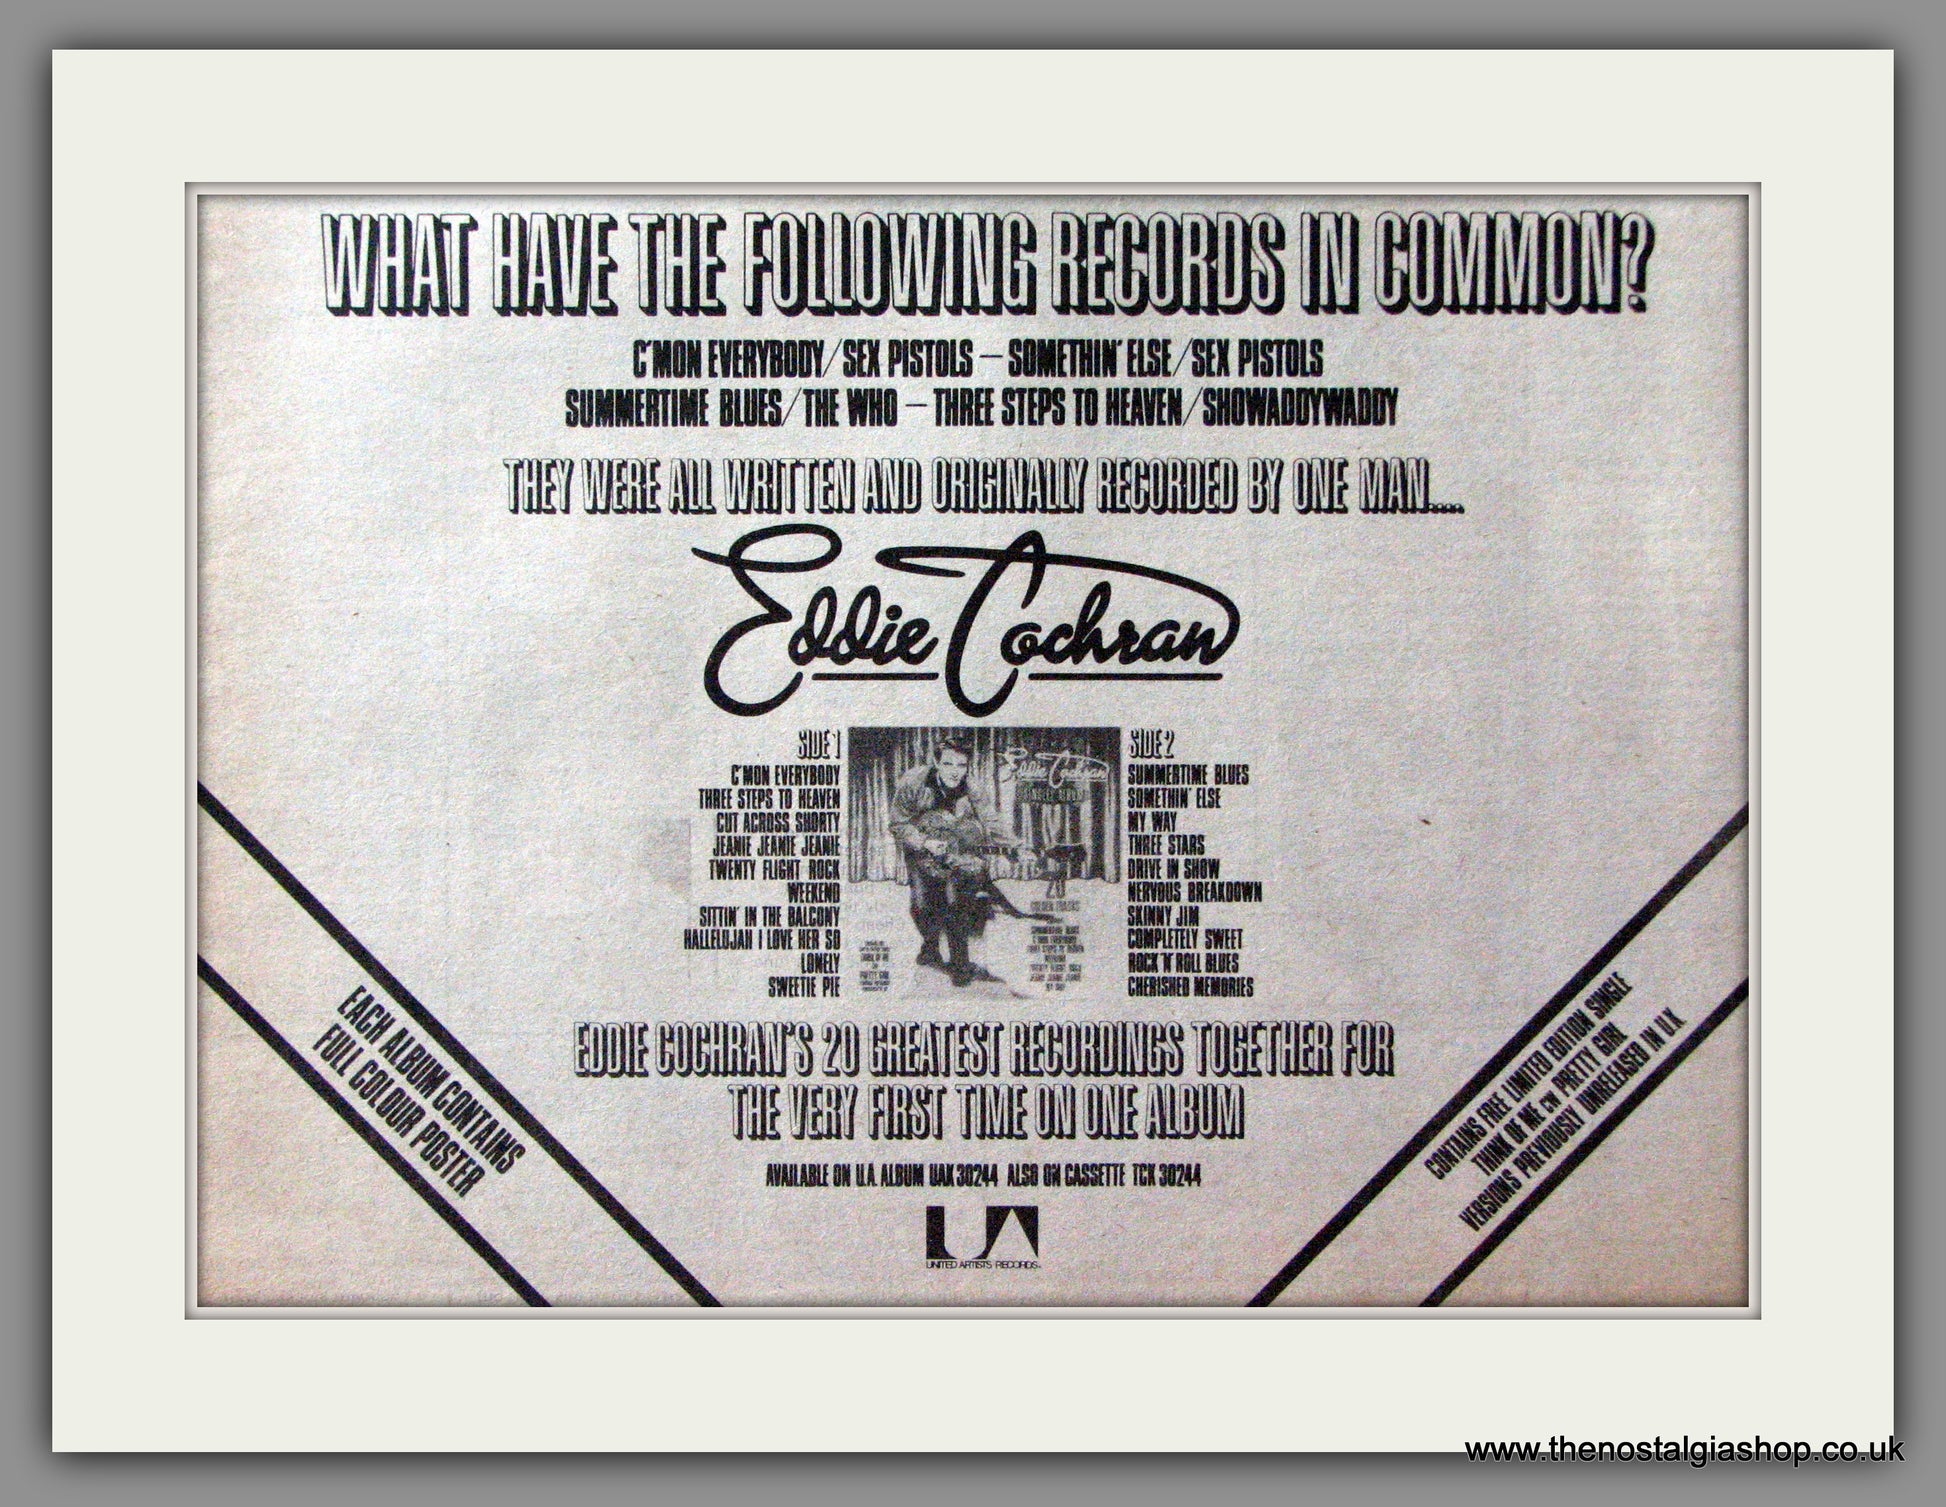 WHAT HAVE THE FOLLOWING RECORDS IN COMMON?
C'MON EVERYBODY/SEX PISTOLS – SOMETHIN' ELSE/SEX PISTOLS
SUMMERTIME BLUES/THE WHO – THREE STEPS TO HEAVEN/SHOWADDYWADDY
THEY WERE ALL WRITTEN AND ORIGINALLY RECORDED BY ONE MAN....
Eddie Cochran
SIDE 1
C'MON EVERYBODY
THREE STEPS TO HEAVEN
CUT ACROSS SHORTY
JEANIE JEANIE JEANIE
TWENTY FLIGHT ROCK
WEEKEND
SITTIN' IN THE BALCONY
HALLELUJAH I LOVE HER SO
LONELY
SWEETIE PIE
Eddie Cochran
SINGLES ALBUM
20
GOLDEN TRACKS
SIDE 2
SUMMERTIME BLUES
SOMETHIN' ELSE
MY WAY
THREE STARS
DRIVE IN SHOW
NERVOUS BREAKDOWN
SKINNY JIM
COMPLETELY SWEET
ROCK 'N' ROLL BLUES
CHERISHED MEMORIES
EDDIE COCHRAN'S 20 GREATEST RECORDINGS TOGETHER FOR
THE VERY FIRST TIME ON ONE ALBUM
AVAILABLE ON U.A. ALBUM UAK 30244 ALSO ON CASSETTE TCK 30244
UA
UNITED ARTISTS RECORDS
EACH ALBUM CONTAINS
FULL COLOUR POSTER
CONTAINS FREE LIMITED EDITION SINGLE
THINK OF ME C/W PRETTY GIRL
VERSIONS PREVIOUSLY UNRELEASED IN U.K
www.thenostalgiashop.co.uk